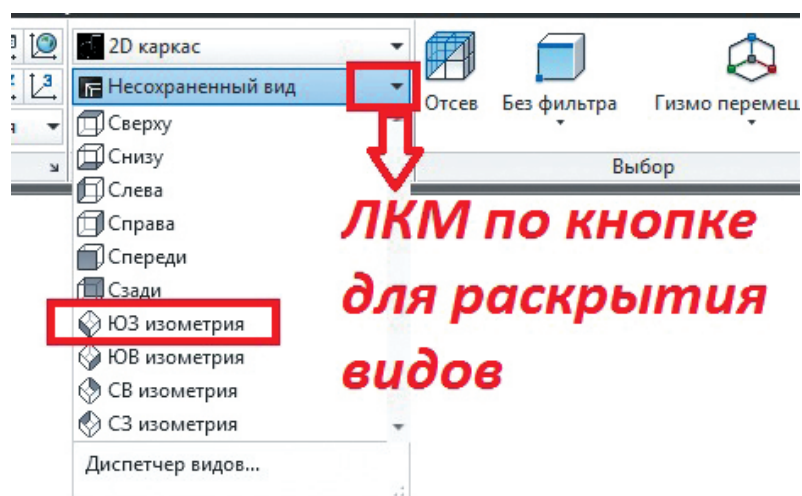 2D каркас
Несохраненный вид
Отсев
Без фильтра
Гизмо перемещ
Выбор
Сверху
Снизу
Слева
Справа
Спереди
Сзади
ЮЗ изометрия
ЮВ изометрия
СВ изометрия
СЗ изометрия
Диспетчер видов...
ЛКМ по кнопке
для раскрытия
видов